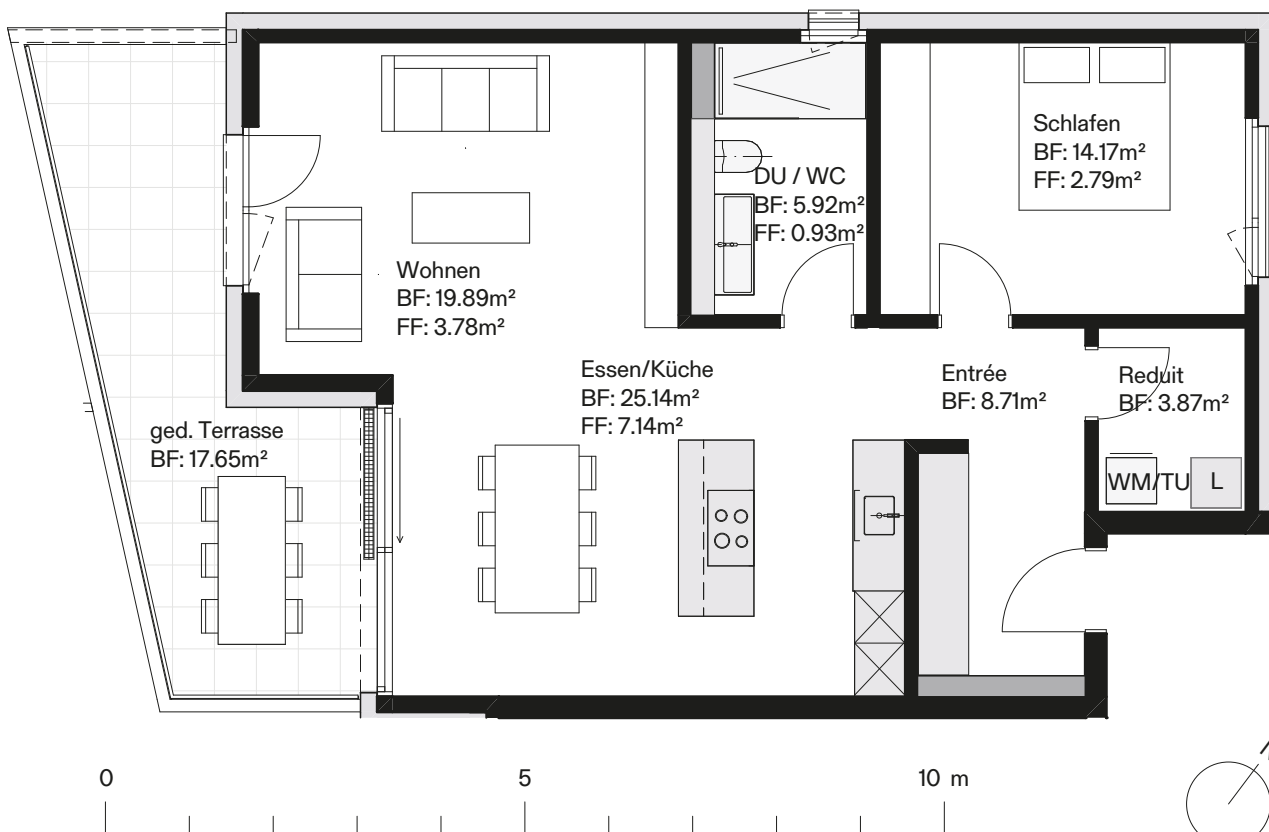 Schlafen
BF: 14.17m²
FF: 2.79m²
DU / WC
BF: 5.92m²
FF: 0.93m²
Wohnen
BF: 19.89m²
FF: 3.78m²
Essen/Küche
BF: 25.14m²
FF: 7.14m²
Entrée
BF: 8.71m²
Reduit
BF: 3.87m²
ged. Terrasse
BF: 17.65m²
WM/TU
L
0 5 10 m